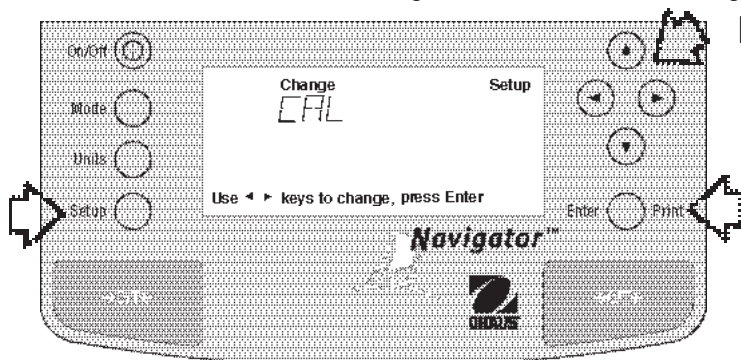 On/Off
Change Setup
CAL
Mode
Units
Use ◄ ► keys to change, press Enter
Setup
Enter Print
Navigator™
OHAUS